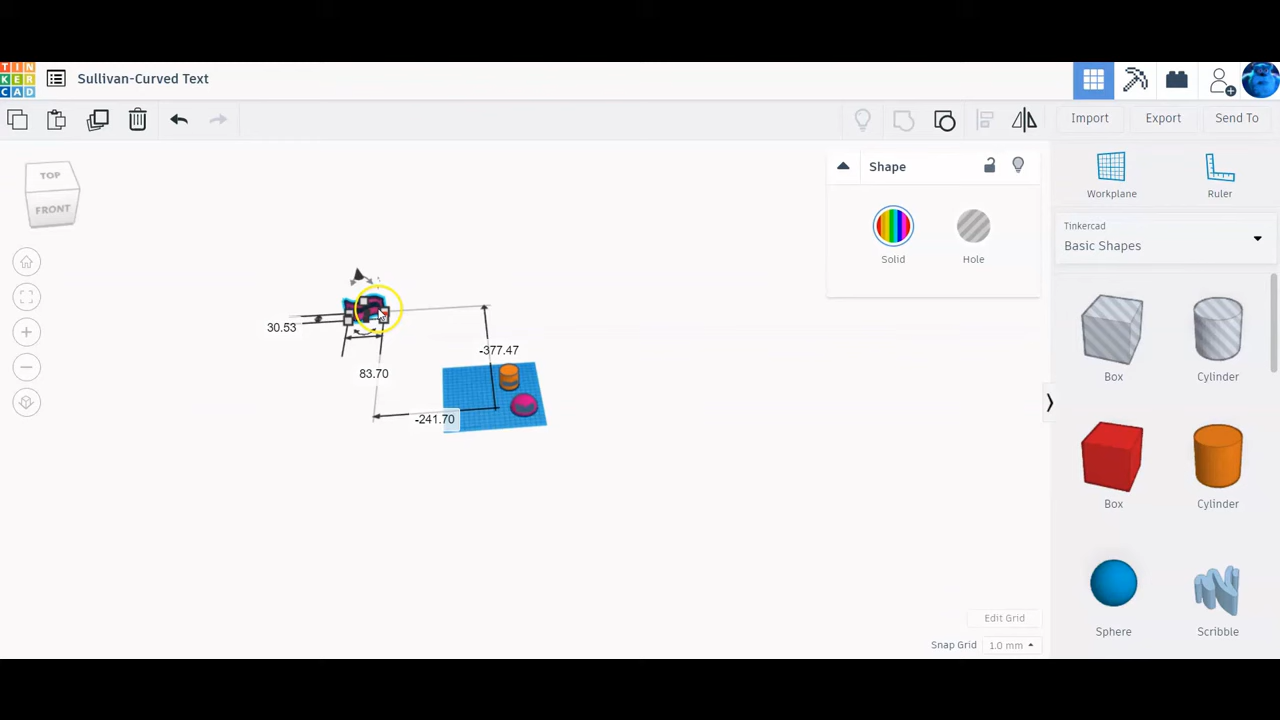 TIN
KER
CAD
Sullivan-Curved Text
Import
Export
Send To
TOP
FRONT
Shape
Solid
Hole
Workplane
Ruler
Tinkercad
Basic Shapes
30.53
83.70
-377.47
-241.70
Box
Cylinder
Box
Cylinder
Sphere
Scribble
Edit Grid
Snap Grid 1.0 mm